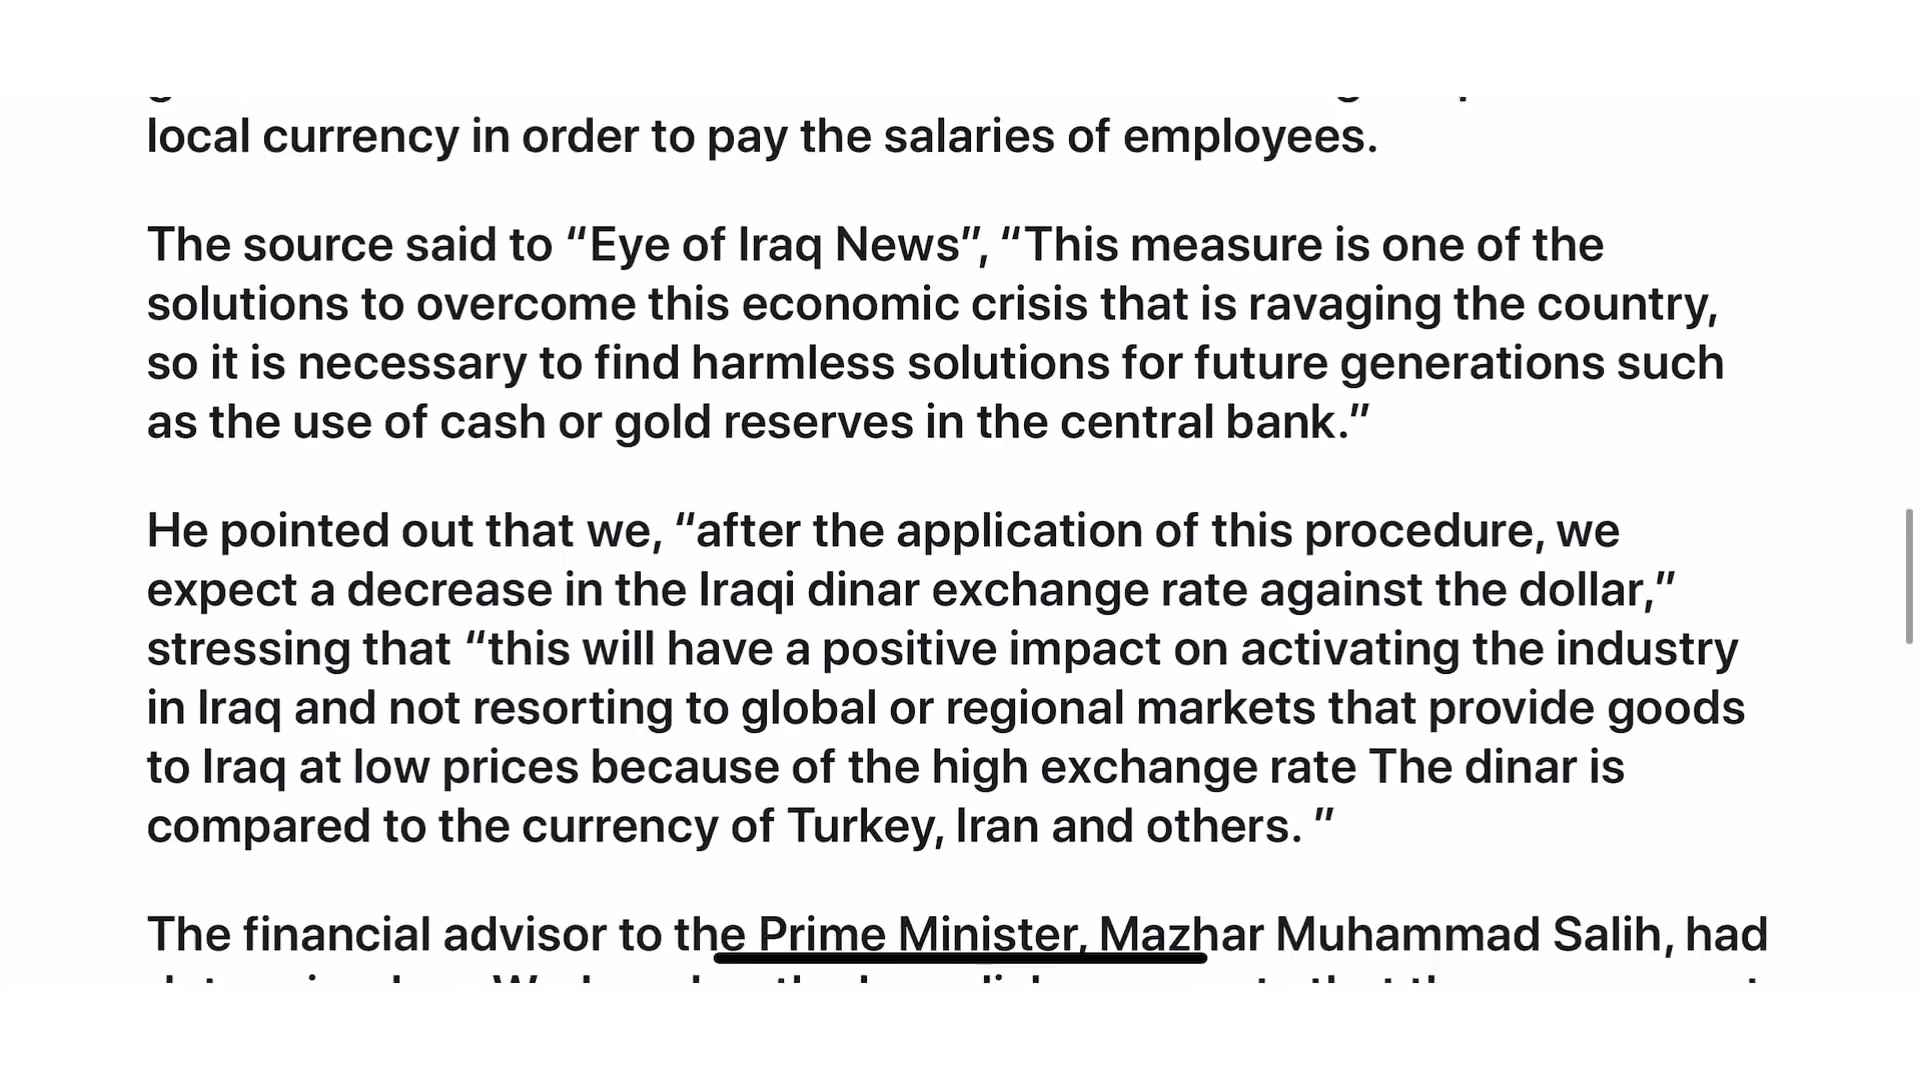 local currency in order to pay the salaries of employees.
The source said to “Eye of Iraq News”, “This measure is one of the
solutions to overcome this economic crisis that is ravaging the country,
so it is necessary to find harmless solutions for future generations such
as the use of cash or gold reserves in the central bank.”
He pointed out that we, “after the application of this procedure, we
expect a decrease in the Iraqi dinar exchange rate against the dollar,”
stressing that “this will have a positive impact on activating the industry
in Iraq and not resorting to global or regional markets that provide goods
to Iraq at low prices because of the high exchange rate The dinar is
compared to the currency of Turkey, Iran and others. ”
The financial advisor to the Prime Minister, Mazhar Muhammad Salih, had